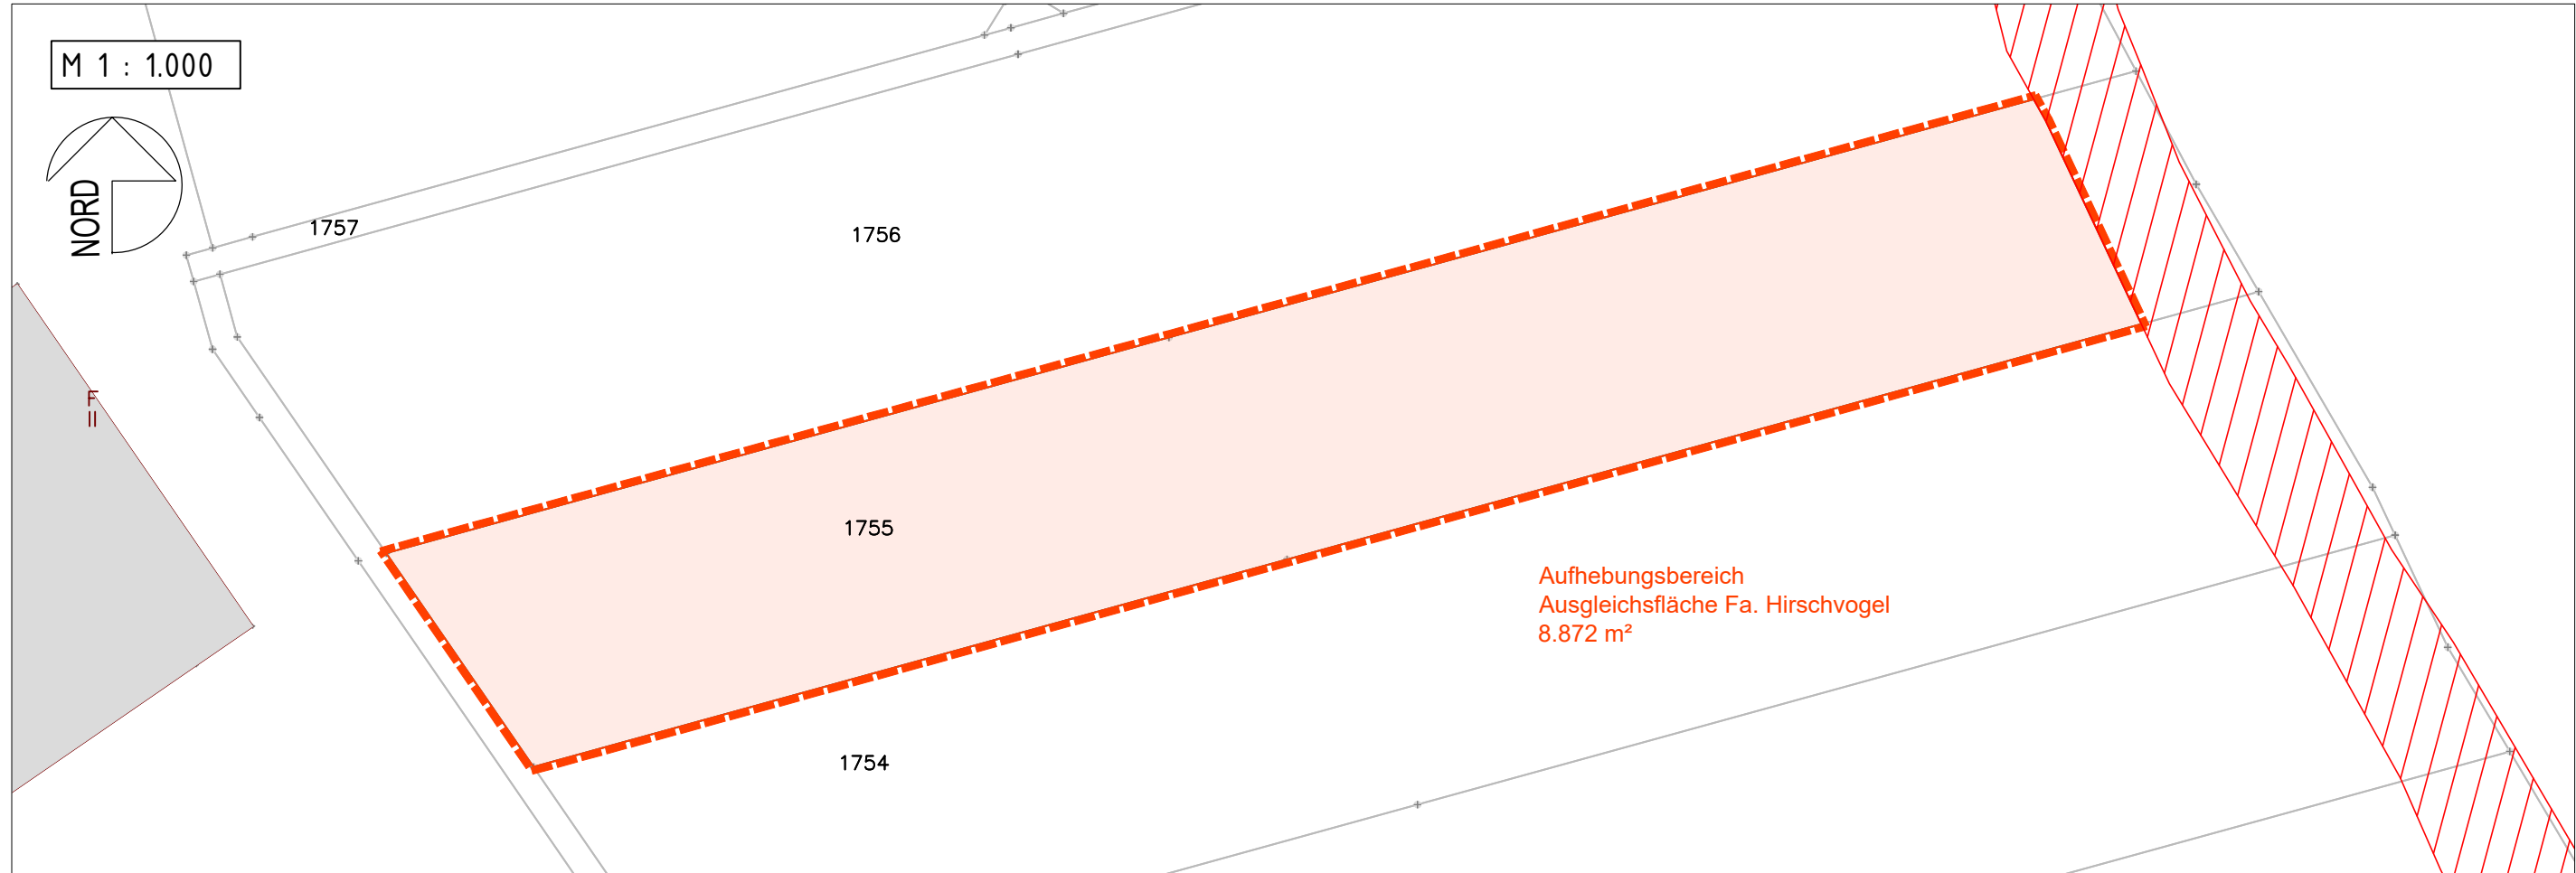 M 1 : 1.000
NORD
1757
1756
F
II
1755
Aufhebungsbereich
Ausgleichsfläche Fa. Hirschvogel
8.872 m²
1754